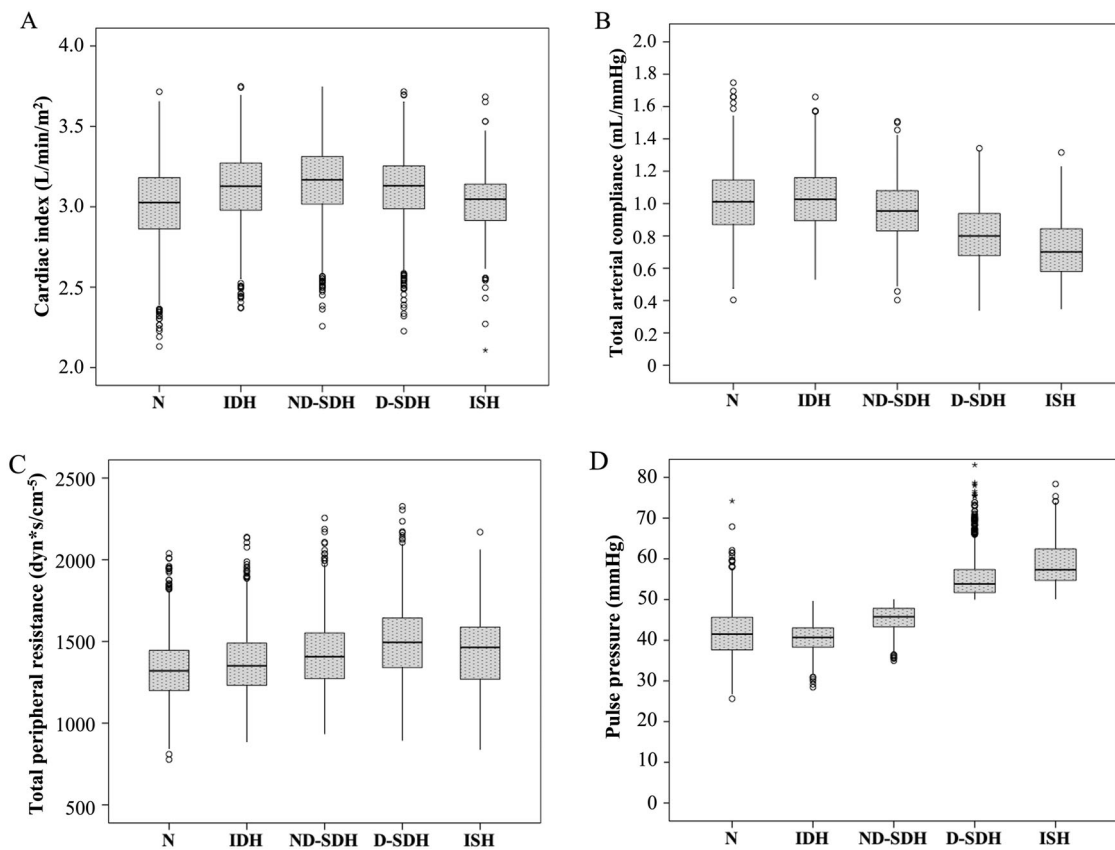 A
Cardiac index (L/min/m²)
4.0
3.5
3.0
2.5
2.0
N IDH ND-SDH D-SDH ISH
B
Total arterial compliance (mL/mmHg)
2.0
1.8
1.6
1.4
1.2
1.0
0.8
0.6
0.4
0.2
0
N IDH ND-SDH D-SDH ISH
C
Total peripheral resistance (dyn*s/cm⁻⁵)
2500
2000
1500
1000
500
N IDH ND-SDH D-SDH ISH
D
Pulse pressure (mmHg)
80
70
60
50
40
30
20
10
0
N IDH ND-SDH D-SDH ISH